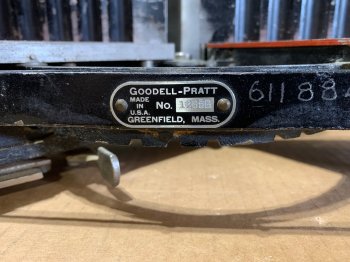 GOODELL-PRATT
MADE
IN
U.S.A.
No.
GREENFIELD, MASS.
61188